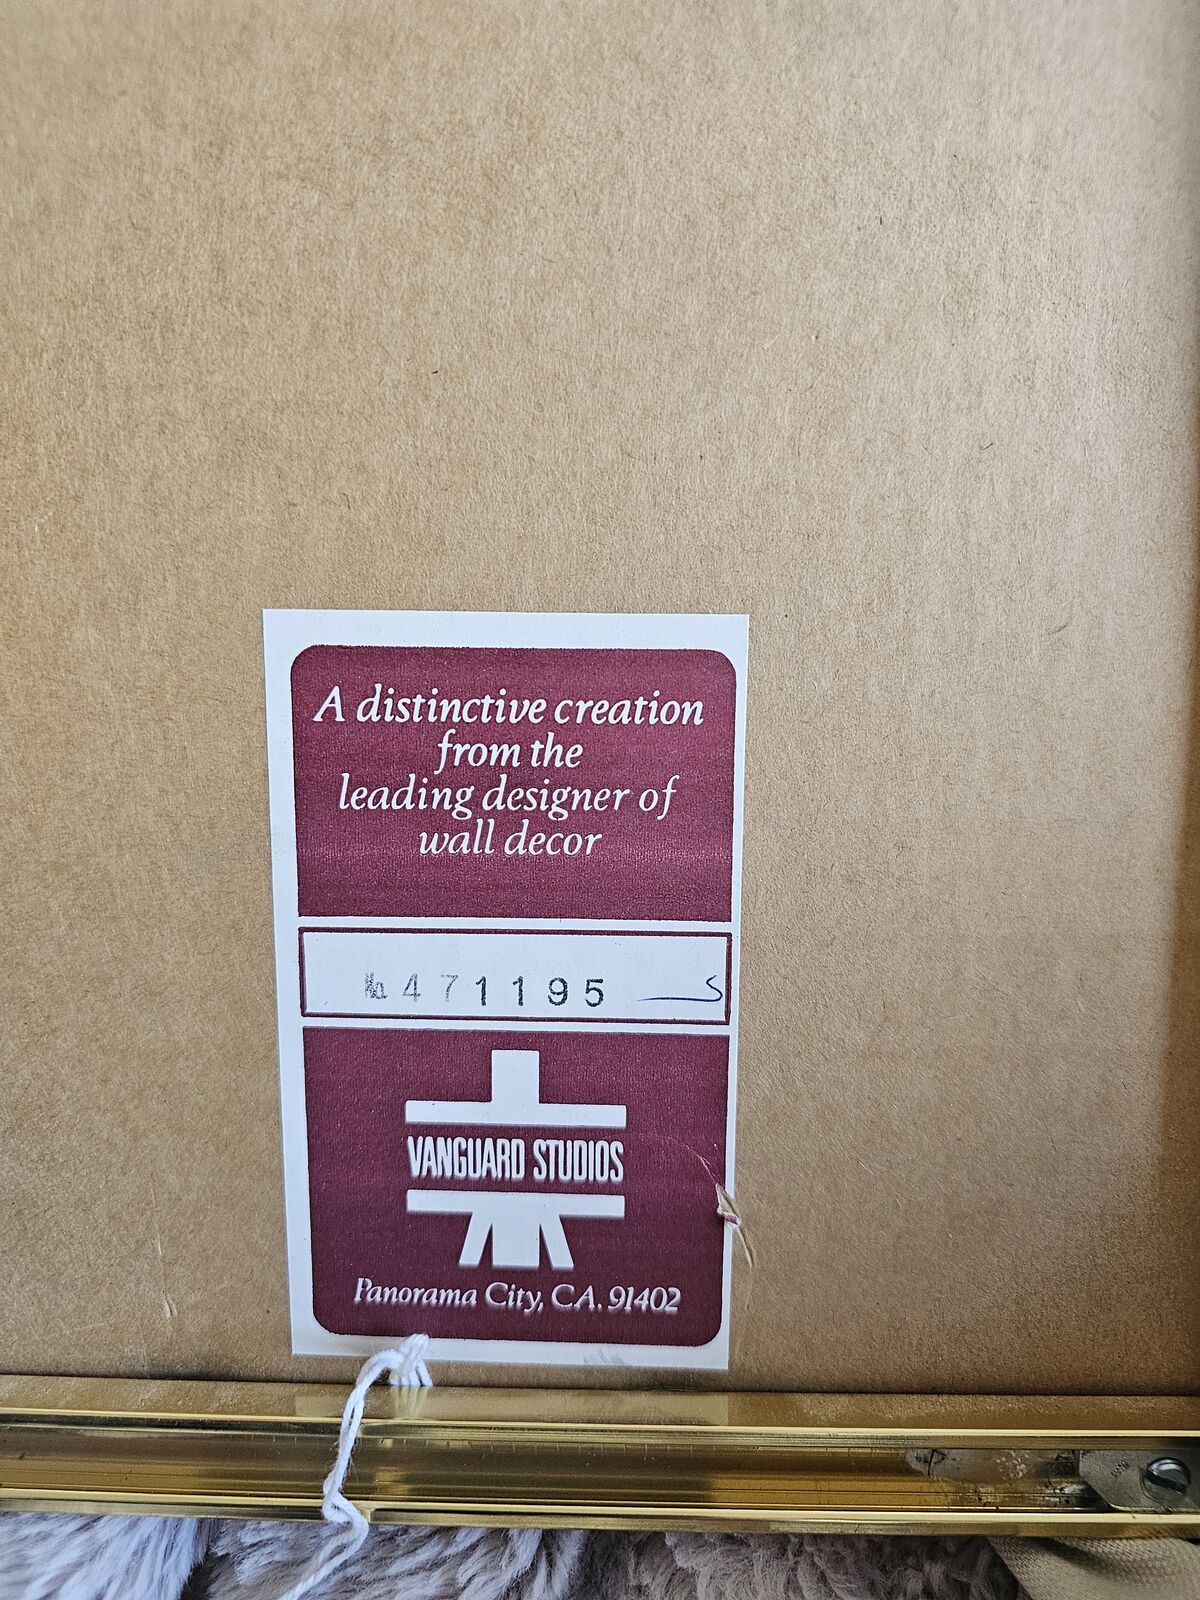 A distinctive creation
from the
leading designer of
wall decor
№ 471195 S
VANGUARD STUDIOS
Panorama City, CA. 91402